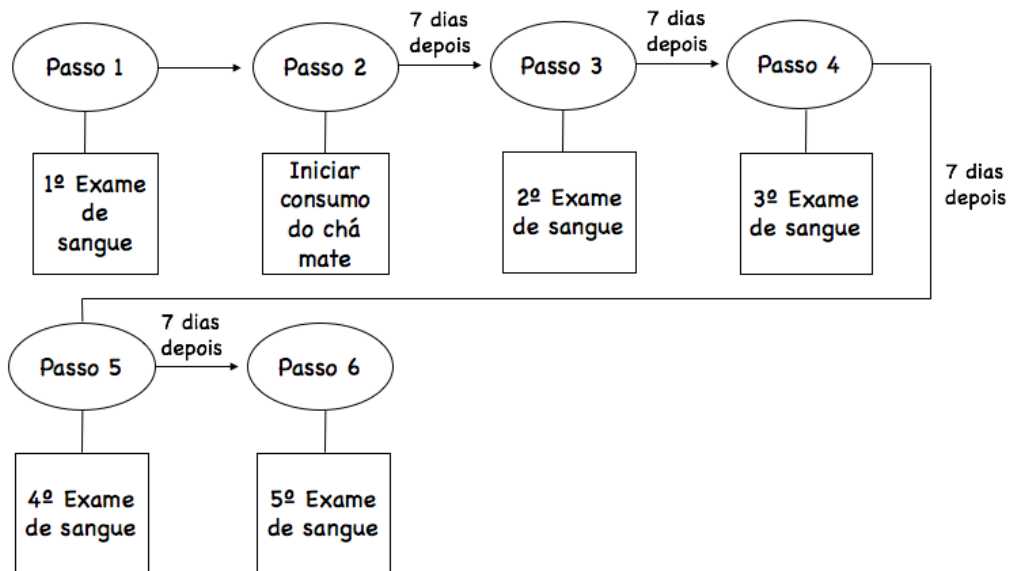 Passo 1
Passo 2
7 dias
depois
Passo 3
7 dias
depois
Passo 4
1º Exame
de
sangue
Iniciar
consumo
do chá
mate
2º Exame
de sangue
3º Exame
de sangue
7 dias
depois
Passo 5
7 dias
depois
Passo 6
4º Exame
de sangue
5º Exame
de sangue